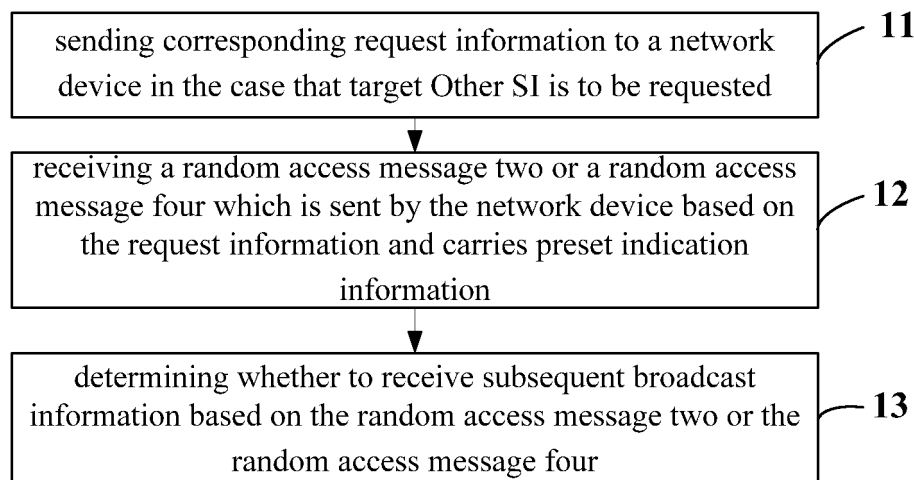 sending corresponding request information to a network
device in the case that target Other SI is to be requested
11
receiving a random access message two or a random access
message four which is sent by the network device based on
the request information and carries preset indication
information
12
determining whether to receive subsequent broadcast
information based on the random access message two or the
random access message four
13